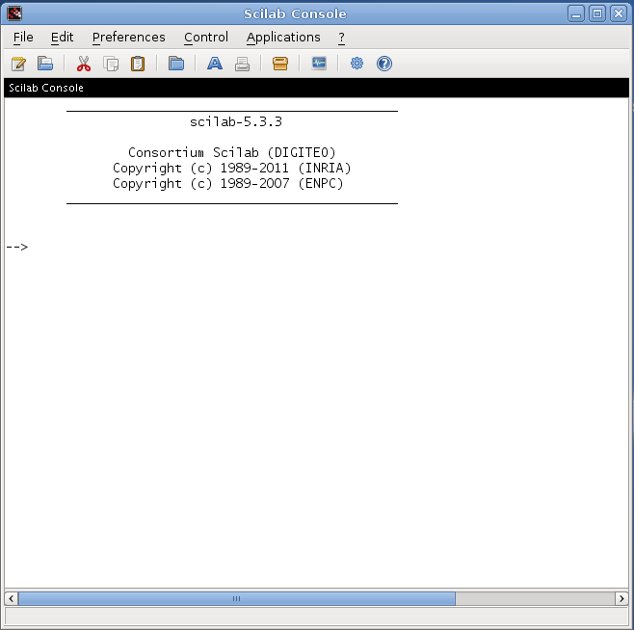 Scilab Console
File Edit Preferences Control Applications ?
Scilab Console
scilab-5.3.3
Consortium Scilab (DIGITEO)
Copyright (c) 1989-2011 (INRIA)
Copyright (c) 1989-2007 (ENPC)
-->